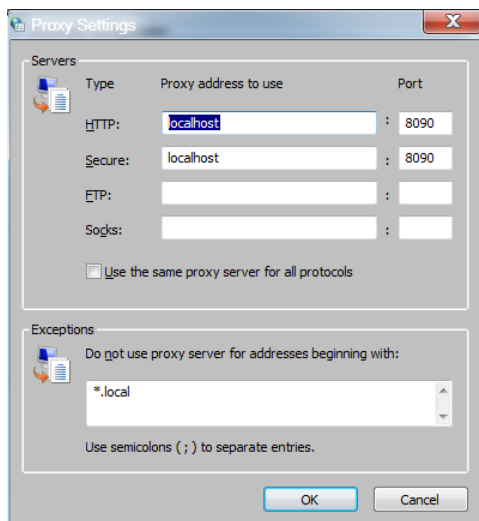 Proxy Settings
Servers
Type Proxy address to use Port
HTTP: localhost : 8090
Secure: localhost : 8090
FTP: :
Socks: :
Use the same proxy server for all protocols
Exceptions
Do not use proxy server for addresses beginning with:
*.local
Use semicolons ( ; ) to separate entries.
OK Cancel